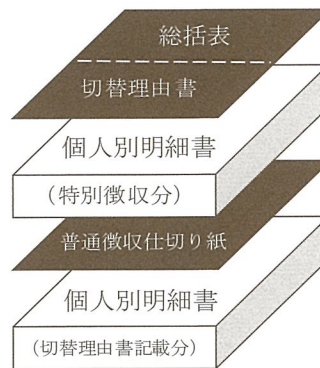 総括表
切替理由書
個人別明細書
（特別徴収分）
普通徴収仕切り紙
個人別明細書
（切替理由書記載分）